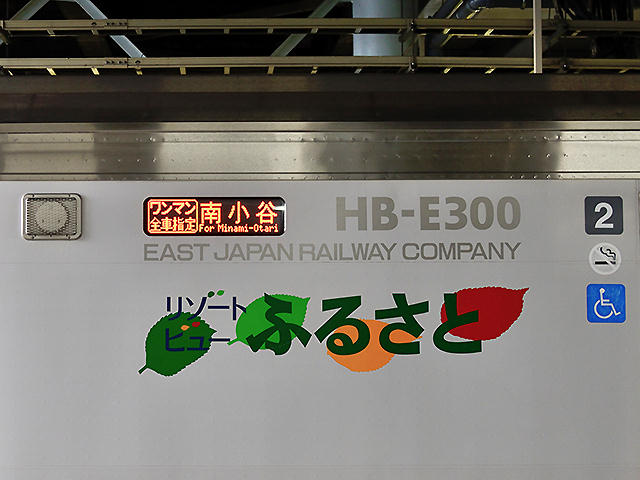 ワンマン
全車指定
南小谷
For Minami-Otari
HB-E300
EAST JAPAN RAILWAY COMPANY
2
リゾート
ビュー
ふるさと